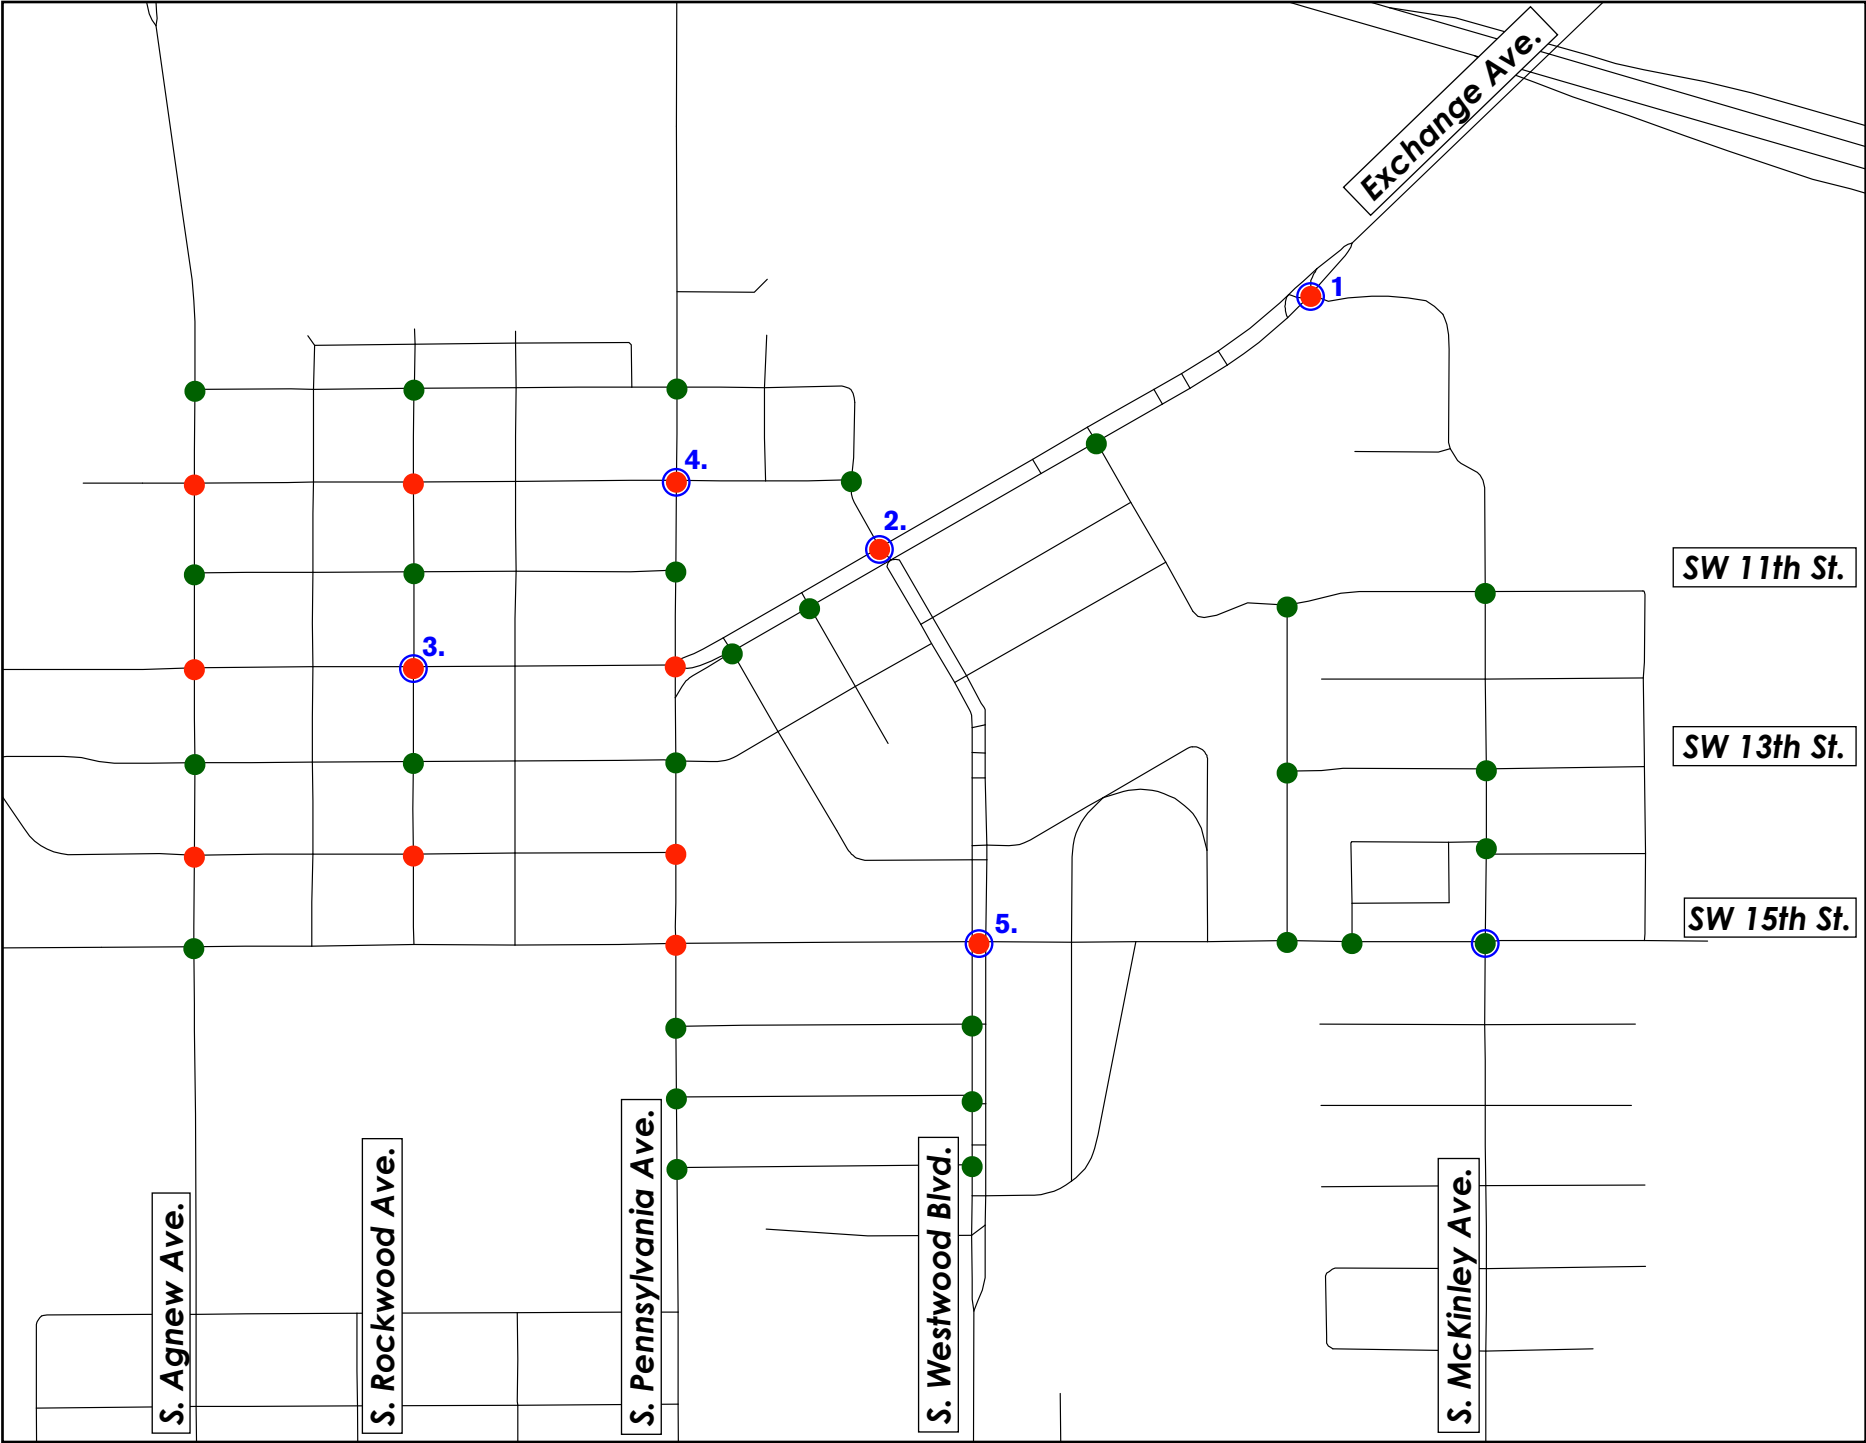 Exchange Ave.
1
4.
2.
SW 11th St.
3.
SW 13th St.
SW 15th St.
5.
S. Agnew Ave.
S. Rockwood Ave.
S. Pennsylvania Ave.
S. Westwood Blvd.
S. McKinley Ave.